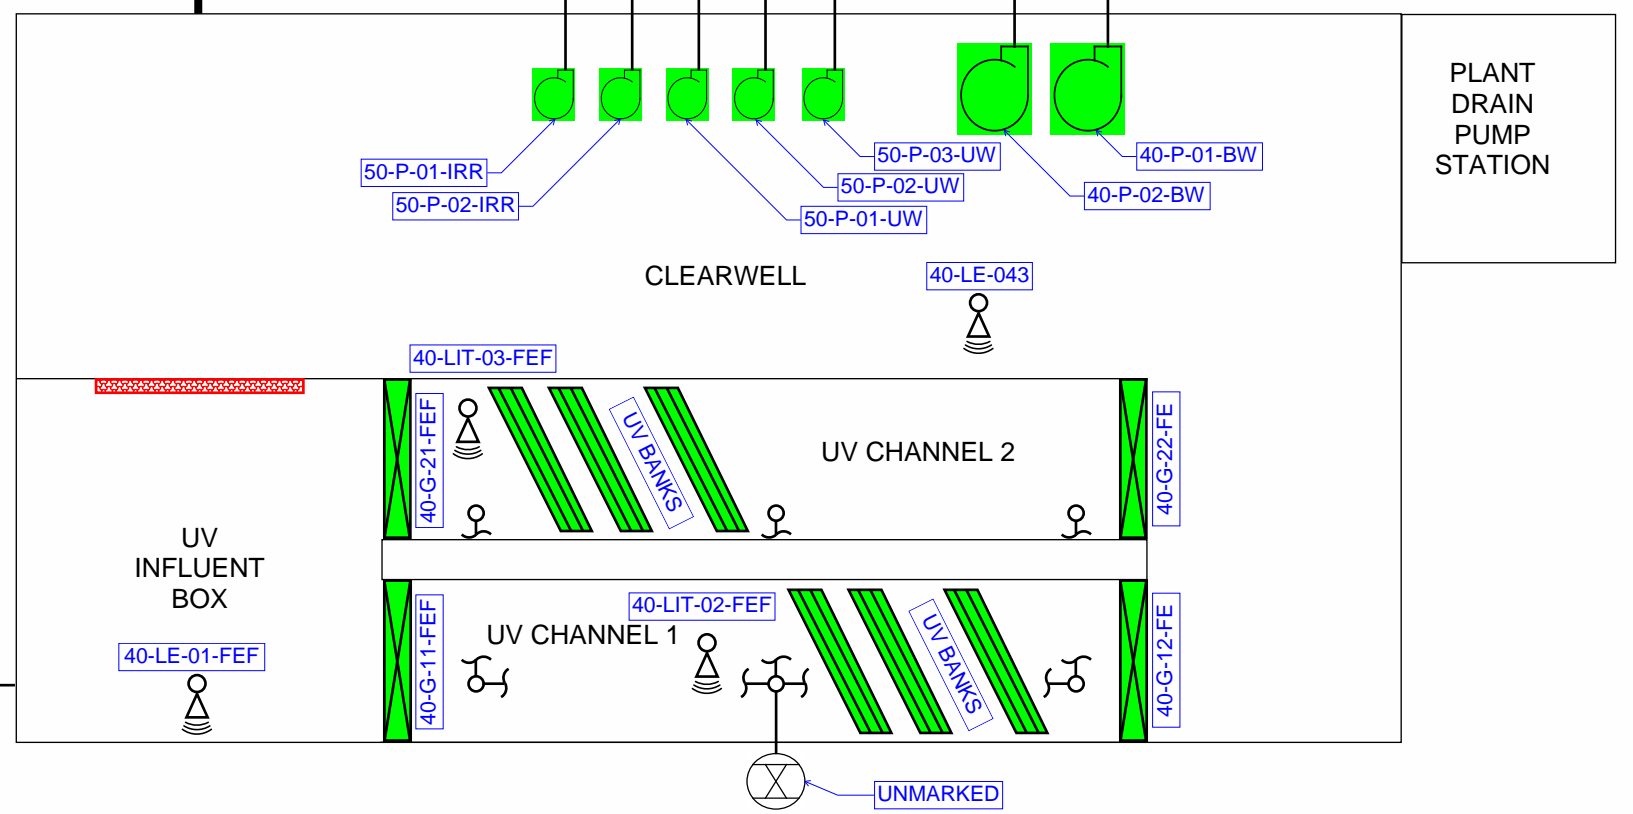 PLANT
DRAIN
PUMP
STATION
50-P-01-IRR
50-P-02-IRR
50-P-03-UW
50-P-02-UW
50-P-01-UW
40-P-01-BW
40-P-02-BW
CLEARWELL
40-LE-043
40-LIT-03-FEF
40-G-21-FEF
UV BANKS
UV CHANNEL 2
40-G-22-FE
UV
INFLUENT
BOX
40-LE-01-FEF
40-G-11-FEF
UV CHANNEL 1
40-LIT-02-FEF
UV BANKS
40-G-12-FE
UNMARKED